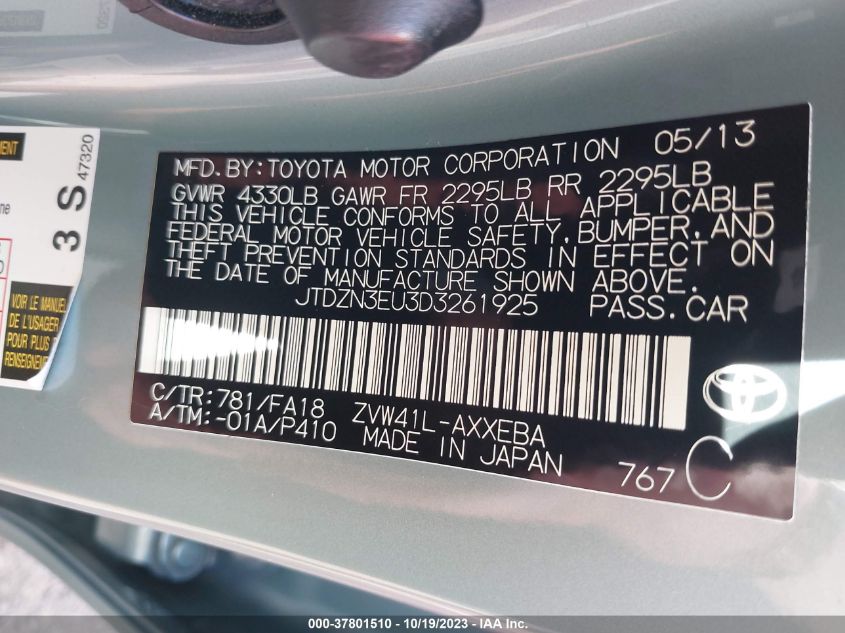 MENT
ne
3 S 47320
VOIR LE MANUEL
DE L'USAGER
POUR PLUS
RENSEIGNEME
MFD. BY: TOYOTA MOTOR CORPORATION 05/13
GVWR 4330LB GAWR FR 2295LB RR 2295LB
THIS VEHICLE CONFORMS TO ALL APPLICABLE
FEDERAL MOTOR VEHICLE SAFETY, BUMPER, AND
THEFT PREVENTION STANDARDS IN EFFECT ON
THE DATE OF MANUFACTURE SHOWN ABOVE.
JTDZN3EU3D3261925 PASS. CAR
C/TR: 781/FA18 ZVW41L-AXXEBA
A/TM: -01A/P410 MADE IN JAPAN
767 C
000-37801510 - 10/19/2023 - IAA Inc.